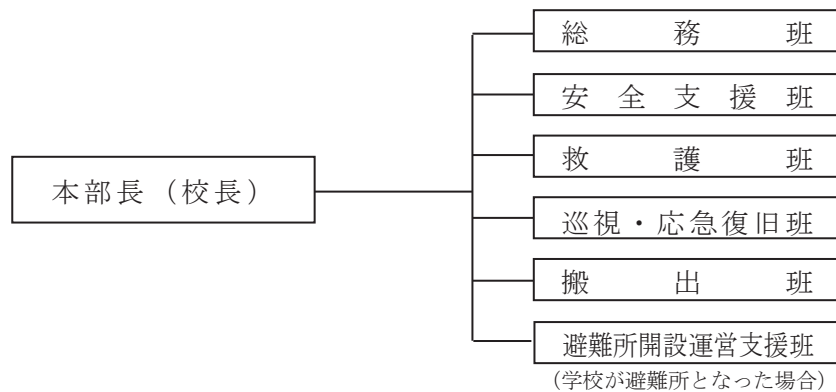 総務班
安全支援班
救護班
本部長（校長）
巡視・応急復旧班
搬出班
避難所開設運営支援班
（学校が避難所となった場合）